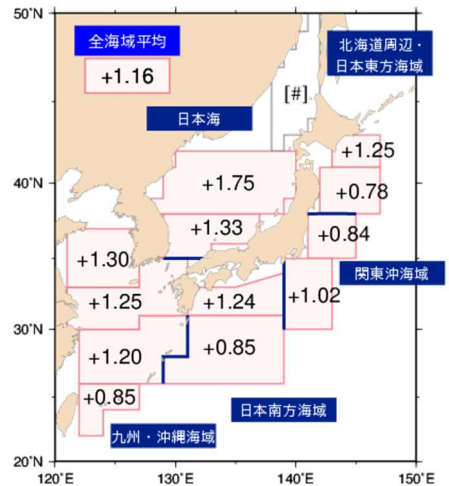 50˚N
全海域平均
+1.16
北海道周辺・
日本東方海域
[#]
日本海
+1.25
40˚N
+1.75
+0.78
+1.33
+0.84
+1.30
関東沖海域
+1.25
+1.24
+1.02
30˚N
+1.20
+0.85
+0.85
日本南方海域
九州・沖縄海域
20˚N
120˚E
130˚E
140˚E
150˚E